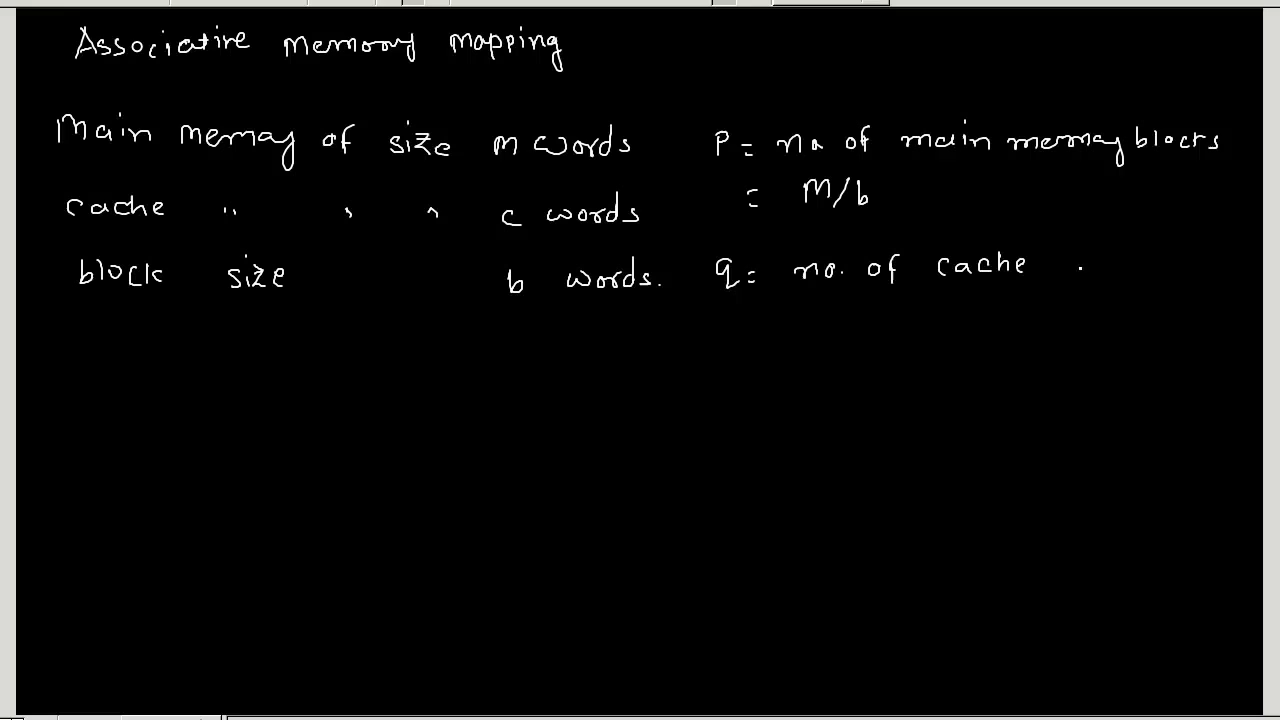 Associative memory mapping
Main memory of size m words
cache " " " c words
block size b words.
P = no of main memory blocks
= M/b
q = no. of cache .